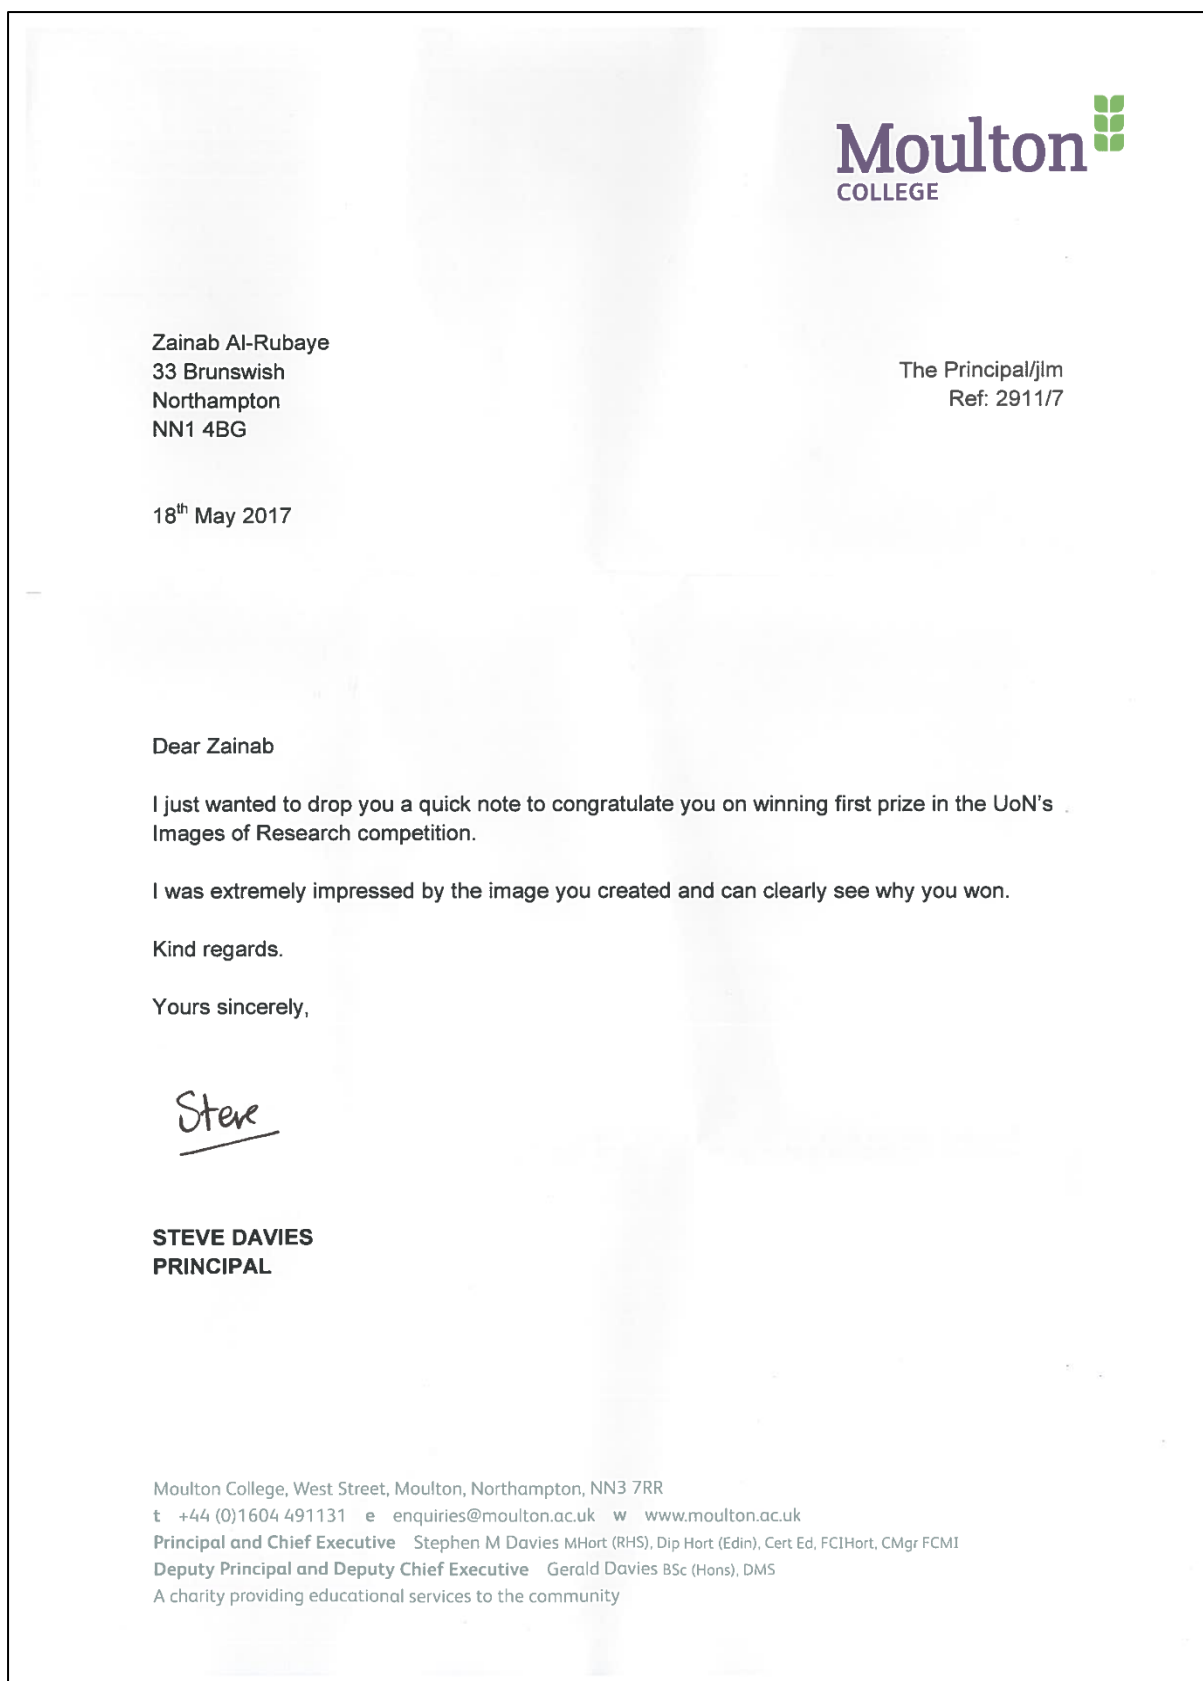 Moulton
COLLEGE
Zainab Al-Rubaye
33 Brunswish
Northampton
NN1 4BG
The Principal/jlm
Ref: 2911/7
18th May 2017
Dear Zainab
I just wanted to drop you a quick note to congratulate you on winning first prize in the UoN's
Images of Research competition.
I was extremely impressed by the image you created and can clearly see why you won.
Kind regards.
Yours sincerely,
Steve
STEVE DAVIES
PRINCIPAL
Moulton College, West Street, Moulton, Northampton, NN3 7RR
t +44 (0)1604 491131 e enquiries@moulton.ac.uk w www.moulton.ac.uk
Principal and Chief Executive Stephen M Davies MHort (RHS), Dip Hort (Edin), Cert Ed, FCIHort, CMgr FCMI
Deputy Principal and Deputy Chief Executive Gerald Davies BSc (Hons), DMS
A charity providing educational services to the community